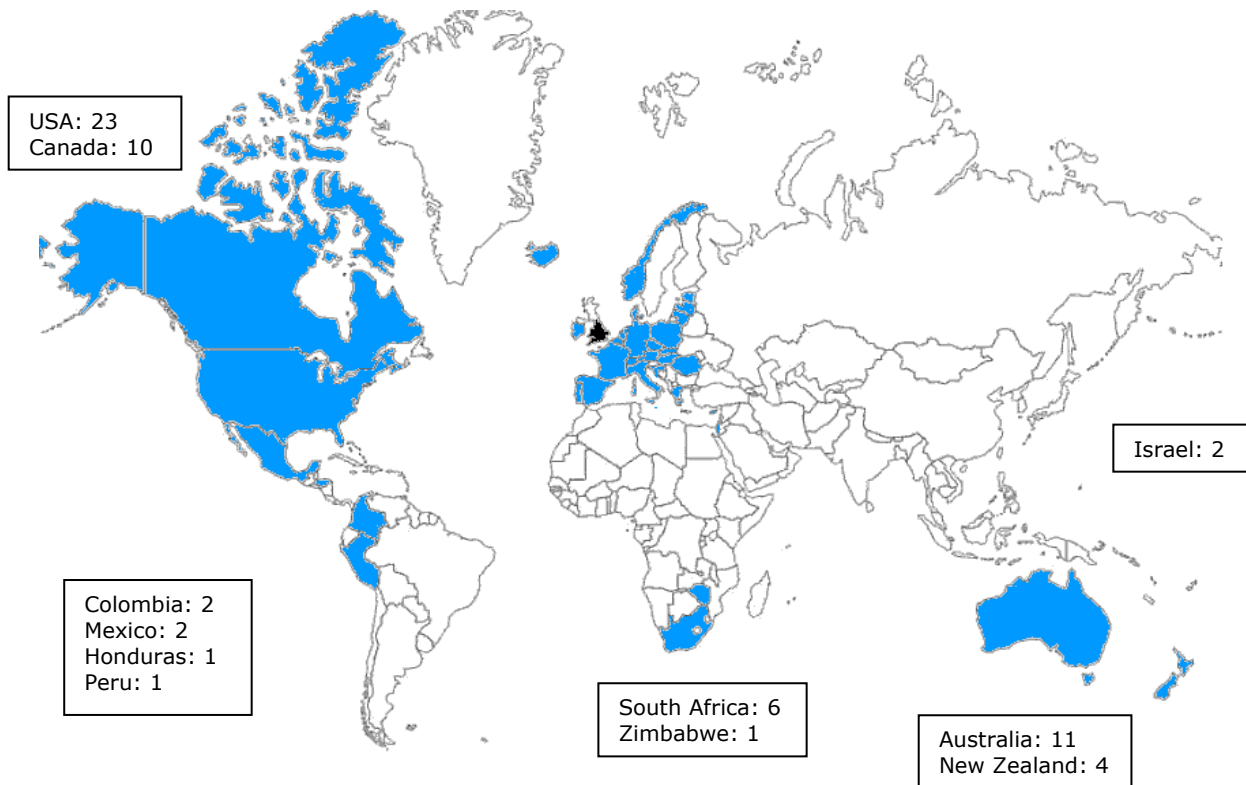 USA: 23
Canada: 10
Israel: 2
Colombia: 2
Mexico: 2
Honduras: 1
Peru: 1
South Africa: 6
Zimbabwe: 1
Australia: 11
New Zealand: 4